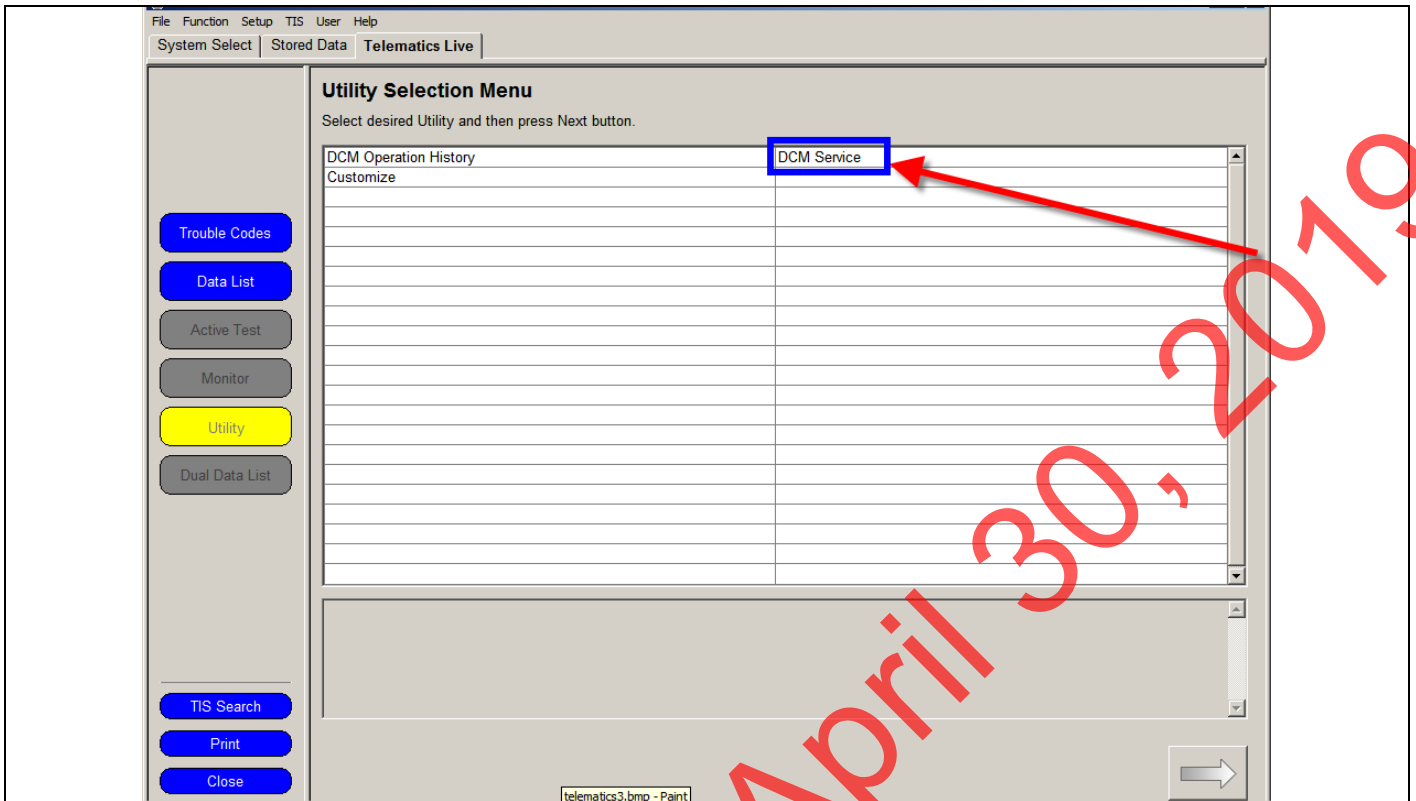 File Function Setup TIS User Help
System Select Stored Data Telematics Live
Utility Selection Menu
Select desired Utility and then press Next button.
DCM Operation History DCM Service
Customize
Trouble Codes
Data List
Active Test
Monitor
Utility
Dual Data List
TIS Search
Print
Close
telematics3.bmp - Paint
April 30, 2019